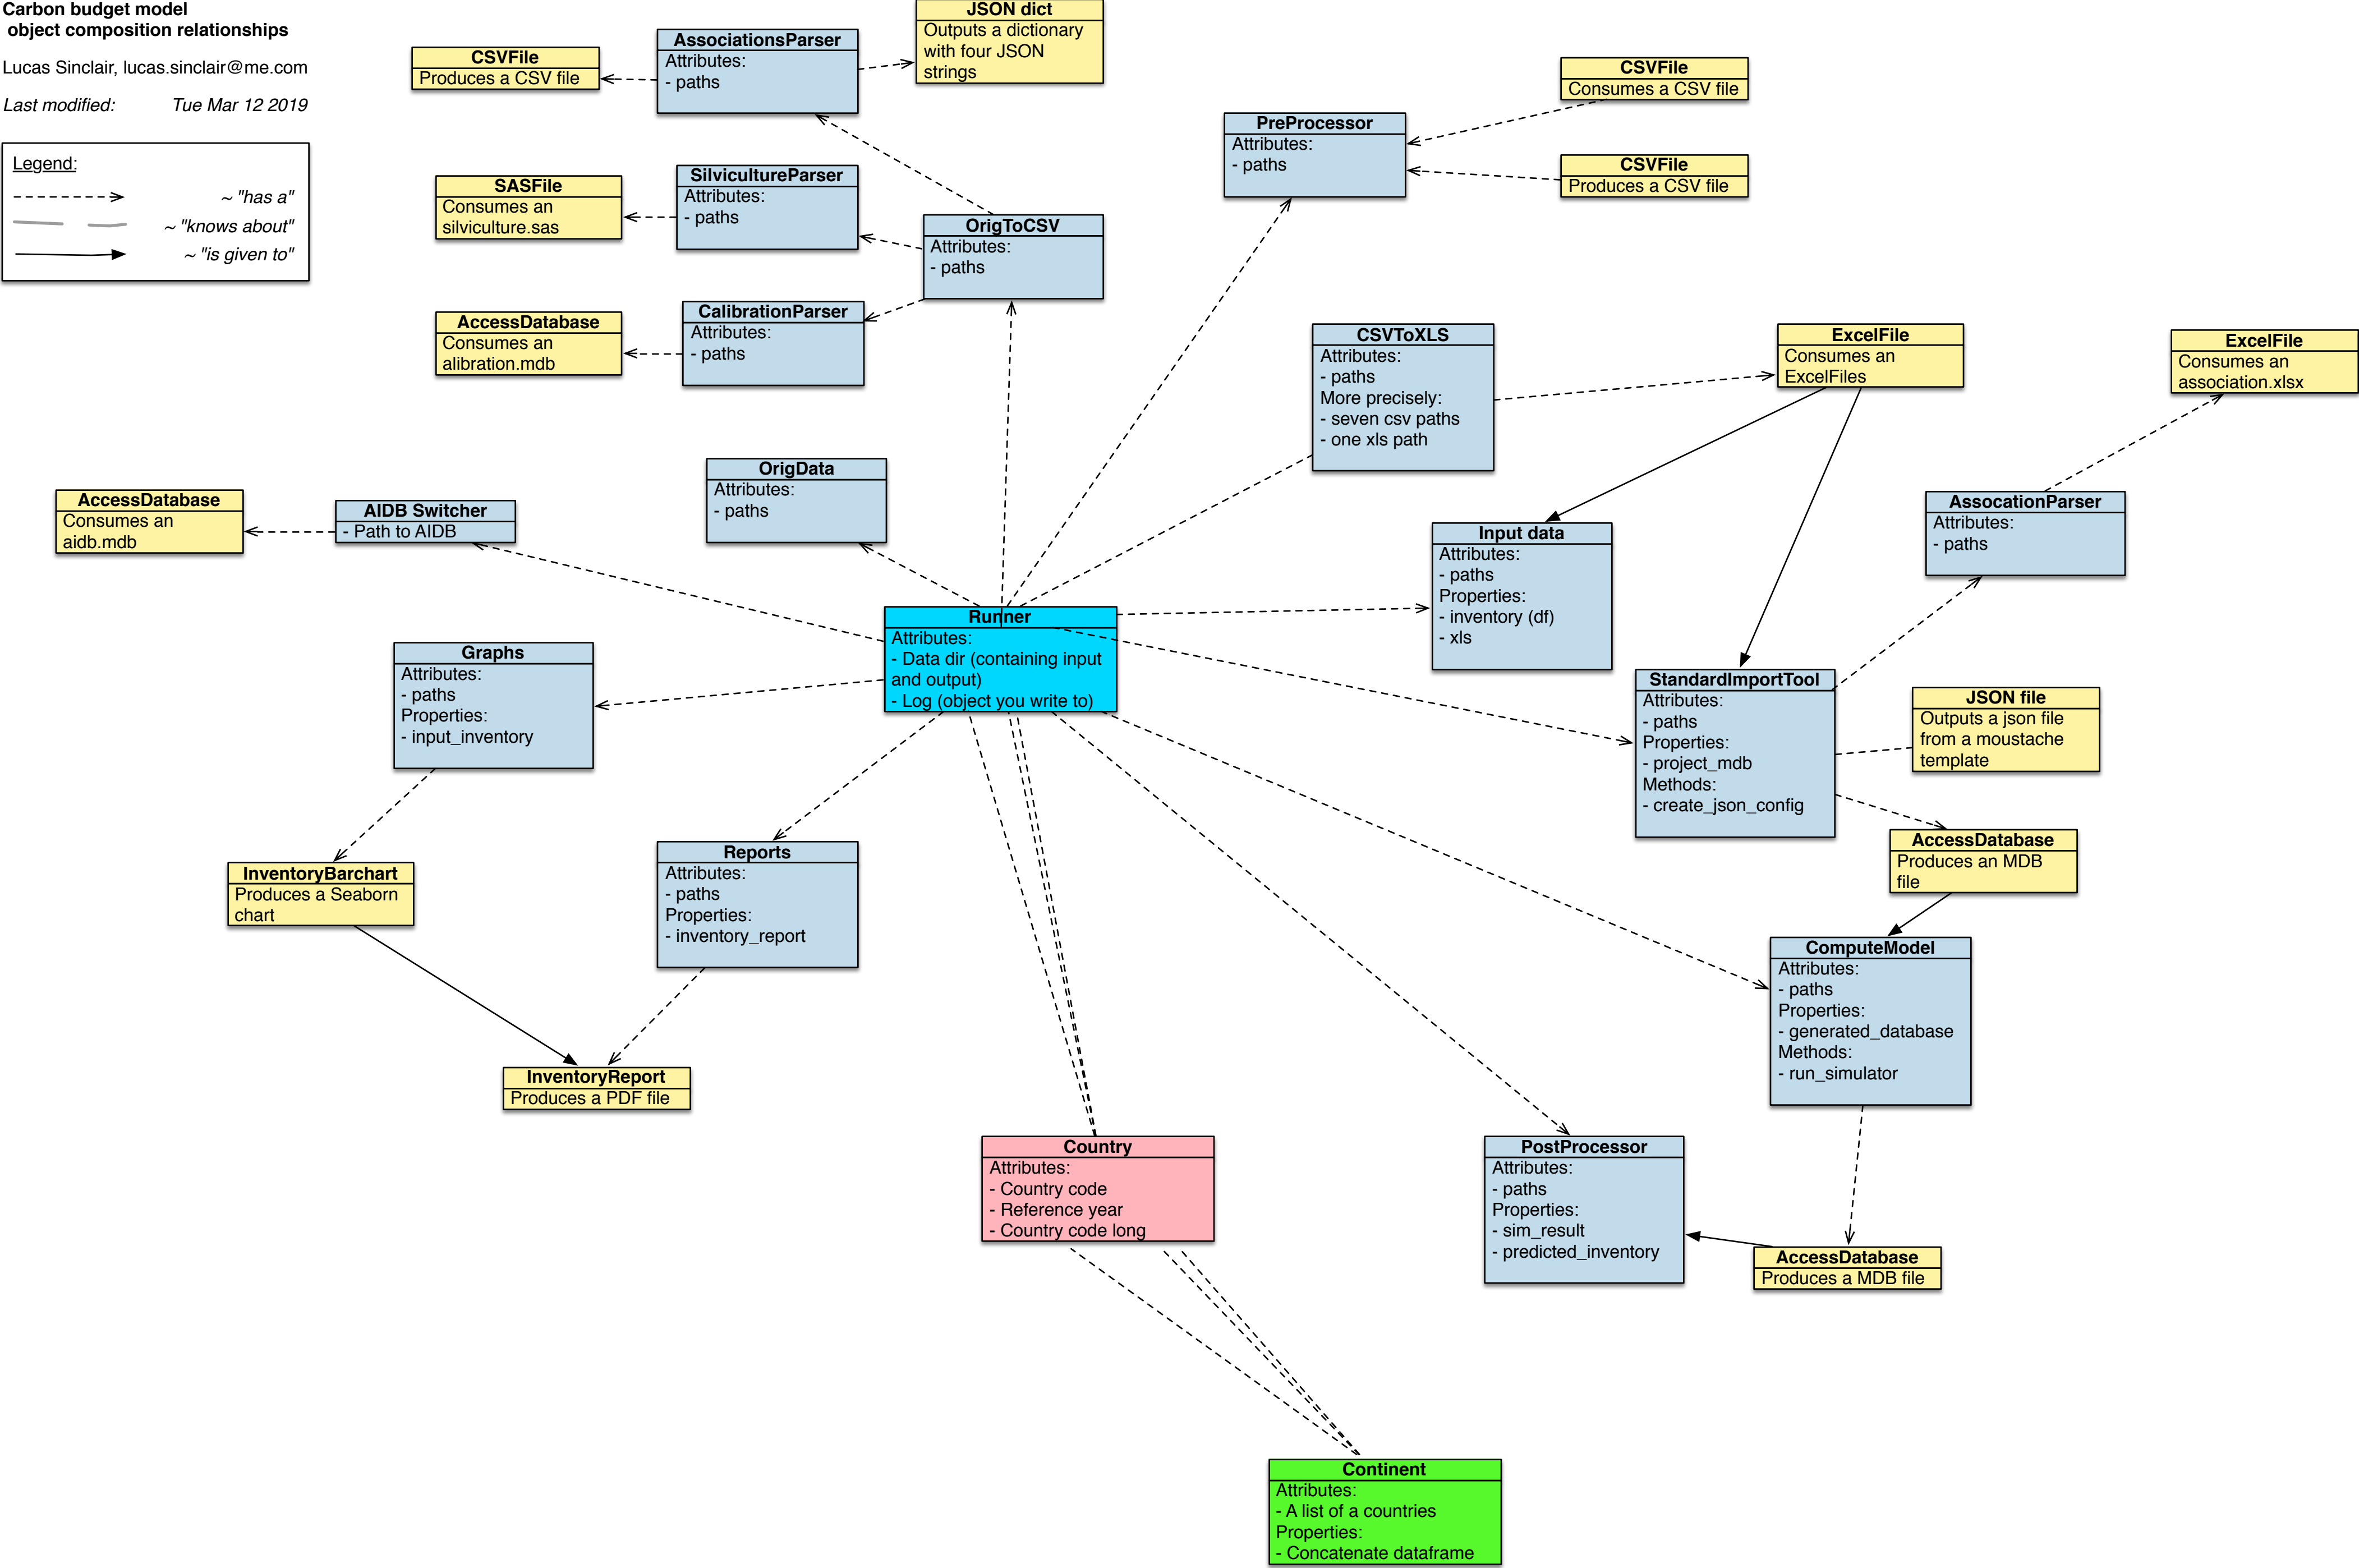 Carbon budget model
object composition relationships
Lucas Sinclair, lucas.sinclair@me.com
Last modified: Tue Mar 12 2019
Legend:
~ "has a"
~ "knows about"
~ "is given to"
CSVFile
Produces a CSV file
AssociationsParser
Attributes:
- paths
JSON dict
Outputs a dictionary
with four JSON
strings
CSVFile
Consumes a CSV file
PreProcessor
Attributes:
- paths
CSVFile
Produces a CSV file
SASFile
Consumes an
silviculture.sas
SilvicultureParser
Attributes:
- paths
OrigToCSV
Attributes:
- paths
AccessDatabase
Consumes an
alibration.mdb
CalibrationParser
Attributes:
- paths
CSVToXLS
Attributes:
- paths
More precisely:
- seven csv paths
- one xls path
ExcelFile
Consumes an
ExcelFiles
ExcelFile
Consumes an
association.xlsx
OrigData
Attributes:
- paths
AccessDatabase
Consumes an
aidb.mdb
AIDB Switcher
- Path to AIDB
Input data
Attributes:
- paths
Properties:
- inventory (df)
- xls
AssocationParser
Attributes:
- paths
Runner
Attributes:
- Data dir (containing input
and output)
- Log (object you write to)
Graphs
Attributes:
- paths
Properties:
- input_inventory
StandardImportTool
Attributes:
- paths
Properties:
- project_mdb
Methods:
- create_json_config
JSON file
Outputs a json file
from a moustache
template
AccessDatabase
Produces an MDB
file
InventoryBarchart
Produces a Seaborn
chart
Reports
Attributes:
- paths
Properties:
- inventory_report
ComputeModel
Attributes:
- paths
Properties:
- generated_database
Methods:
- run_simulator
InventoryReport
Produces a PDF file
Country
Attributes:
- Country code
- Reference year
- Country code long
PostProcessor
Attributes:
- paths
Properties:
- sim_result
- predicted_inventory
AccessDatabase
Produces a MDB file
Continent
Attributes:
- A list of a countries
Properties:
- Concatenate dataframe